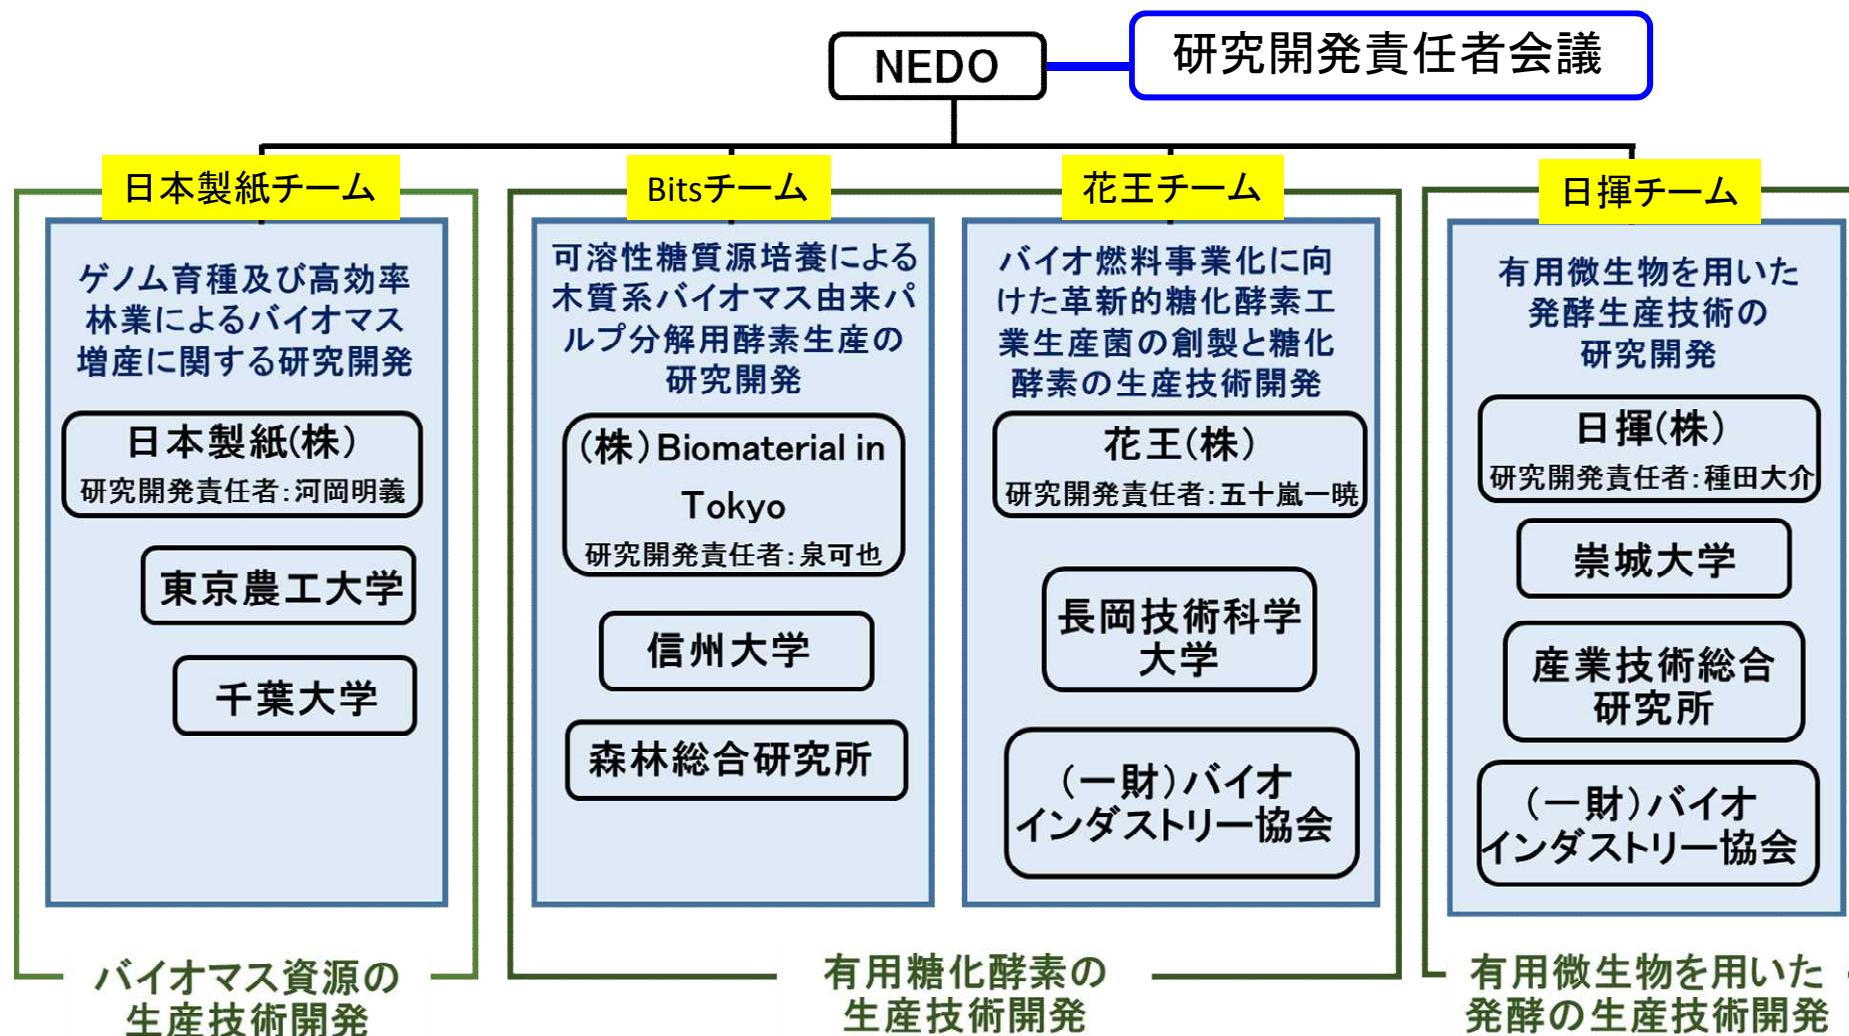 NEDO
研究開発責任者会議
日本製紙チーム
ゲノム育種及び高効率
林業によるバイオマス
増産に関する研究開発
日本製紙(株)
研究開発責任者:河岡明義
東京農工大学
千葉大学
バイオマス資源の
生産技術開発
Bitsチーム
可溶性糖質源培養による
木質系バイオマス由来パ
ルプ分解用酵素生産の
研究開発
(株)Biomaterial in
Tokyo
研究開発責任者:泉可也
信州大学
森林総合研究所
花王チーム
バイオ燃料事業化に向
けた革新的糖化酵素工
業生産菌の創製と糖化
酵素の生産技術開発
花王(株)
研究開発責任者:五十嵐一暁
長岡技術科学
大学
(一財)バイオ
インダストリー協会
有用糖化酵素の
生産技術開発
日揮チーム
有用微生物を用いた
発酵生産技術の
研究開発
日揮(株)
研究開発責任者:種田大介
崇城大学
産業技術総合
研究所
(一財)バイオ
インダストリー協会
有用微生物を用いた
発酵の生産技術開発